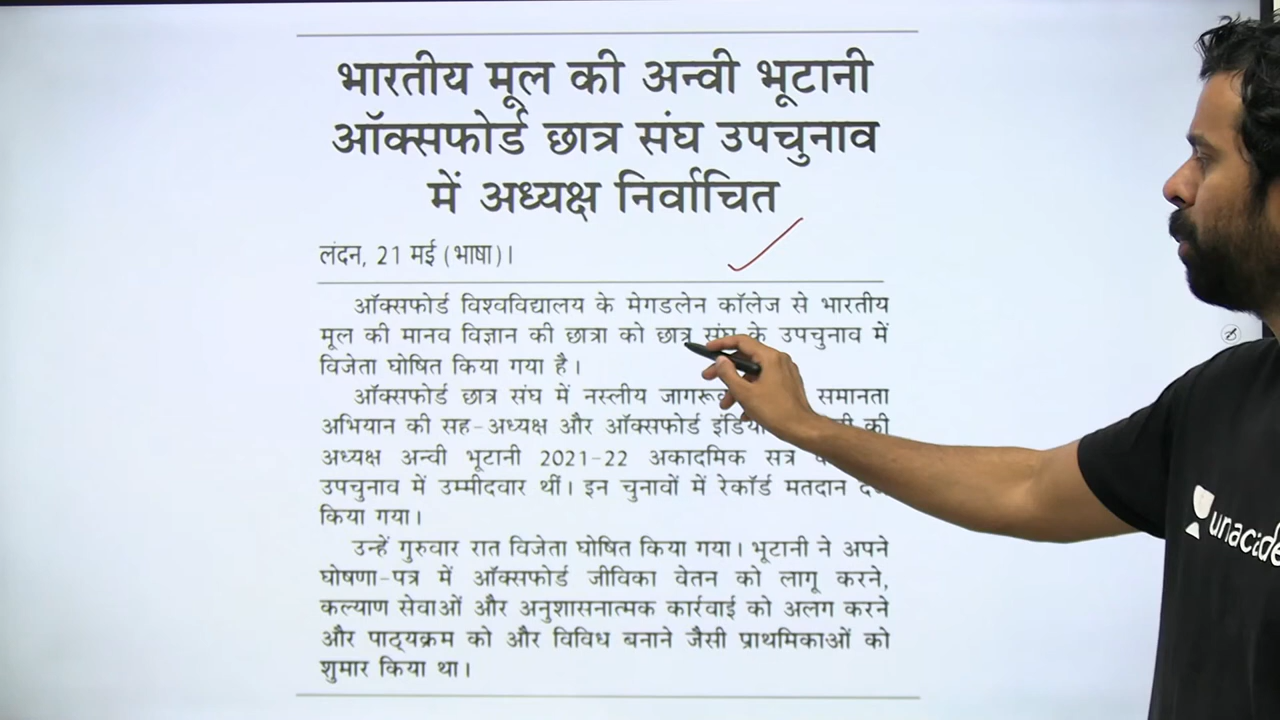 भारतीय मूल की अन्वी भूटानी
ऑक्सफोर्ड छात्र संघ उपचुनाव
में अध्यक्ष निर्वाचित
लंदन, 21 मई (भाषा)।
ऑक्सफोर्ड विश्वविद्यालय के मेगडलेन कॉलेज से भारतीय
मूल की मानव विज्ञान की छात्रा को छात्र संघ के उपचुनाव में
विजेता घोषित किया गया है।
ऑक्सफोर्ड छात्र संघ में नस्लीय समानता
अभियान की सह-अध्यक्ष और ऑक्सफोर्ड की
अध्यक्ष अन्वी भूटानी 2021-22 अकादमिक सत्र
उपचुनाव में उम्मीदवार थीं। इन चुनावों में रेकॉर्ड मतदान
किया गया।
उन्हें गुरुवार रात विजेता घोषित किया गया। भूटानी ने अपने
घोषणा-पत्र में ऑक्सफोर्ड जीविका वेतन को लागू करने,
कल्याण सेवाओं और अनुशासनात्मक कार्रवाई को अलग करने
और पाठ्यक्रम को और विविध बनाने जैसी प्राथमिकाओं को
शुमार किया था।